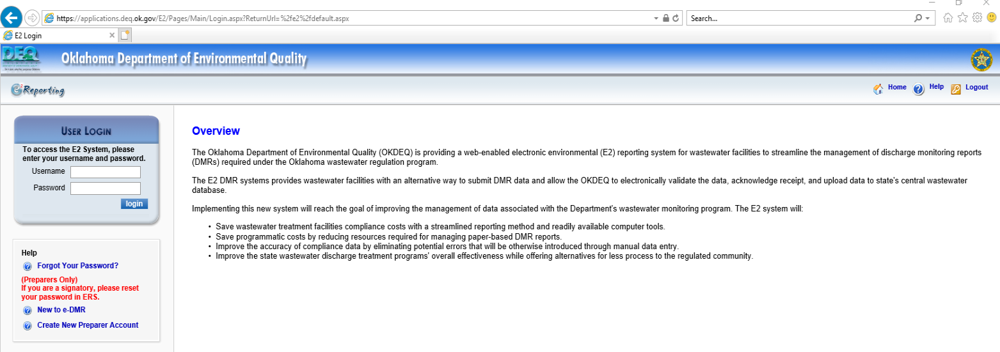 https://applications.deq.ok.gov/E2/Pages/Main/Login.aspx?ReturnUrl=%2fe2%2fdefault.aspx
Search...
E2 Login
DEQ
Oklahoma Department of Environmental Quality
e2 Reporting
Home
Help
Logout
USER LOGIN
To access the E2 System, please
enter your username and password.
Username
Password
login
Help
Forgot Your Password?
(Preparers Only)
If you are a signatory, please reset
your password in ERS.
New to e-DMR
Create New Preparer Account
Overview
The Oklahoma Department of Environmental Quality (OKDEQ) is providing a web-enabled electronic environmental (E2) reporting system for wastewater facilities to streamline the management of discharge monitoring reports
(DMRs) required under the Oklahoma wastewater regulation program.
The E2 DMR systems provides wastewater facilities with an alternative way to submit DMR data and allow the OKDEQ to electronically validate the data, acknowledge receipt, and upload data to state's central wastewater
database.
Implementing this new system will reach the goal of improving the management of data associated with the Department's wastewater monitoring program. The E2 system will:
• Save wastewater treatment facilities compliance costs with a streamlined reporting method and readily available computer tools.
• Save programmatic costs by reducing resources required for managing paper-based DMR reports.
• Improve the accuracy of compliance data by eliminating potential errors that will be otherwise introduced through manual data entry.
• Improve the state wastewater discharge treatment programs' overall effectiveness while offering alternatives for less process to the regulated community.